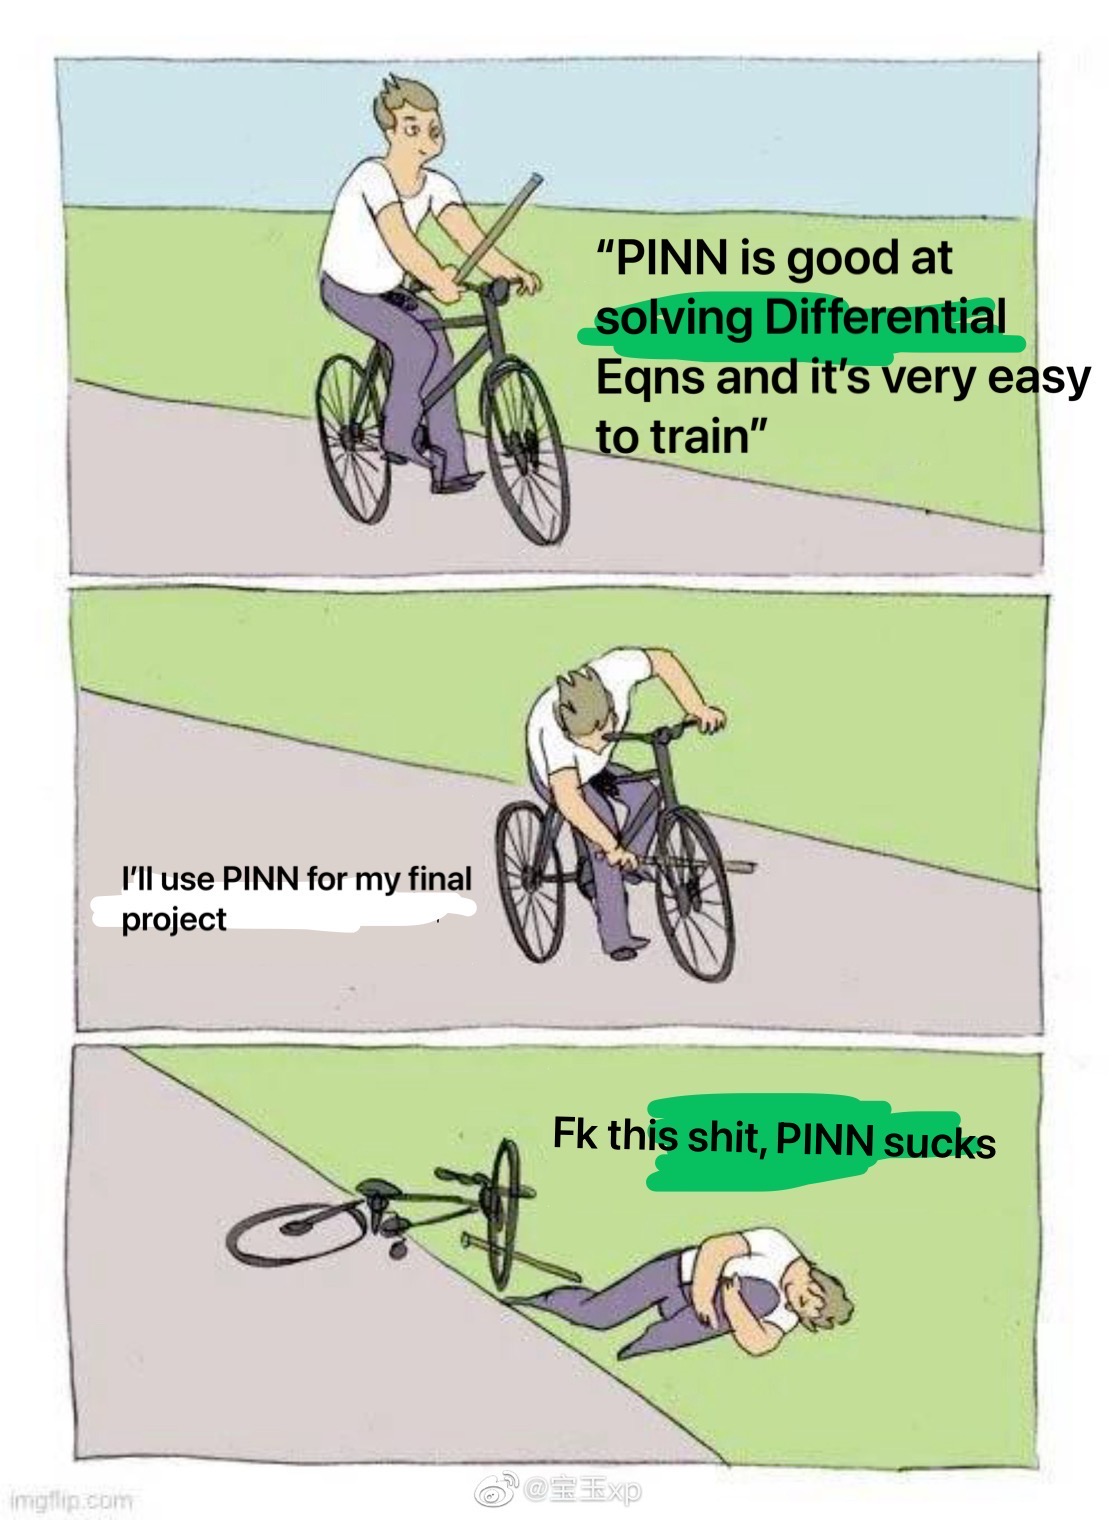 “PINN is good at
solving Differential
Eqns and it’s very easy
to train”
I’ll use PINN for my final
project
Fk this shit, PINN sucks
imgflip.com
@宝玉xp